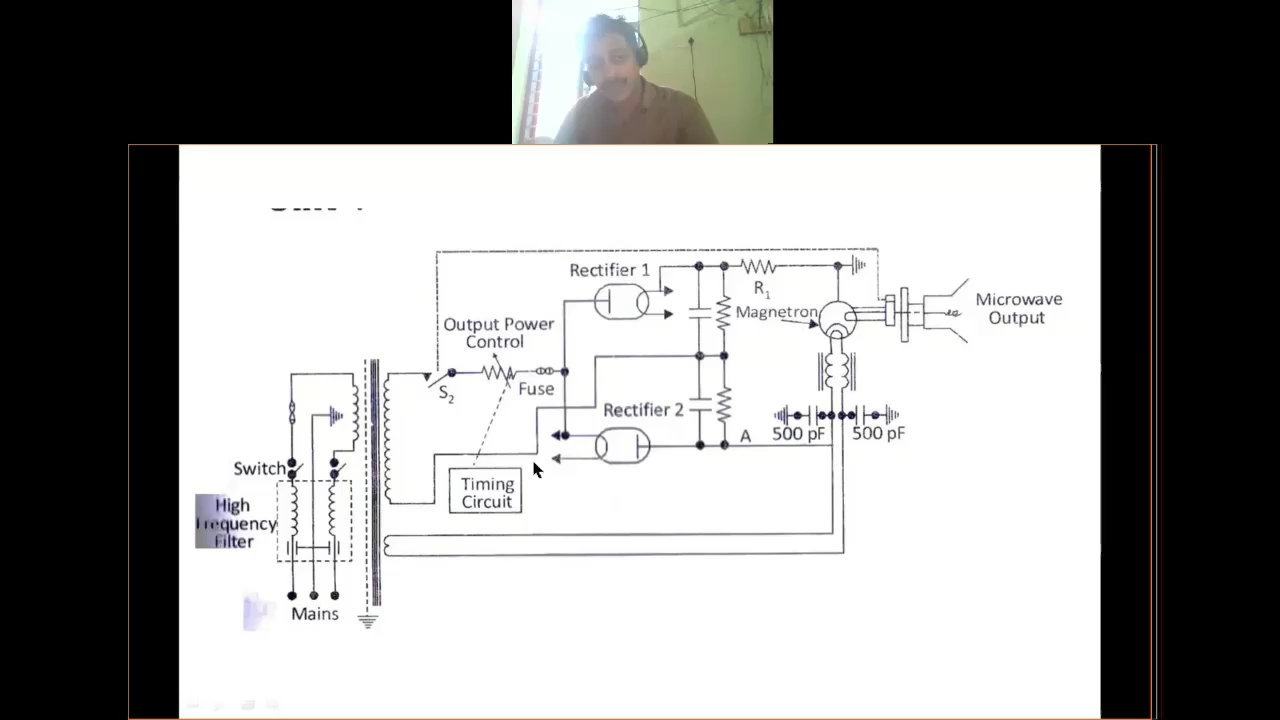 Rectifier 1
R1
Magnetron
Microwave
Output
Output Power
Control
S2
Fuse
Rectifier 2
A
500 pF
500 pF
Switch
Timing
Circuit
High
Frequency
Filter
Mains